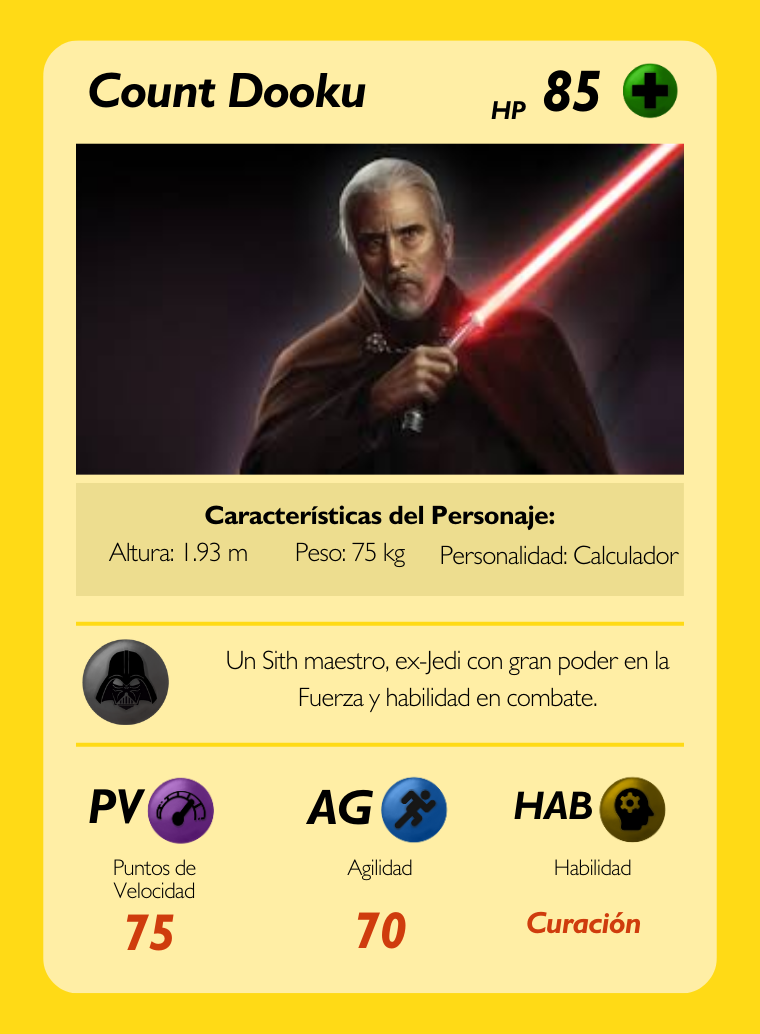 Count Dooku
HP 85
Características del Personaje:
Altura: 1.93 m Peso: 75 kg Personalidad: Calculador
Un Sith maestro, ex-Jedi con gran poder en la
Fuerza y habilidad en combate.
PV AG HAB
Puntos de
Velocidad
75
Agilidad
70
Habilidad
Curación